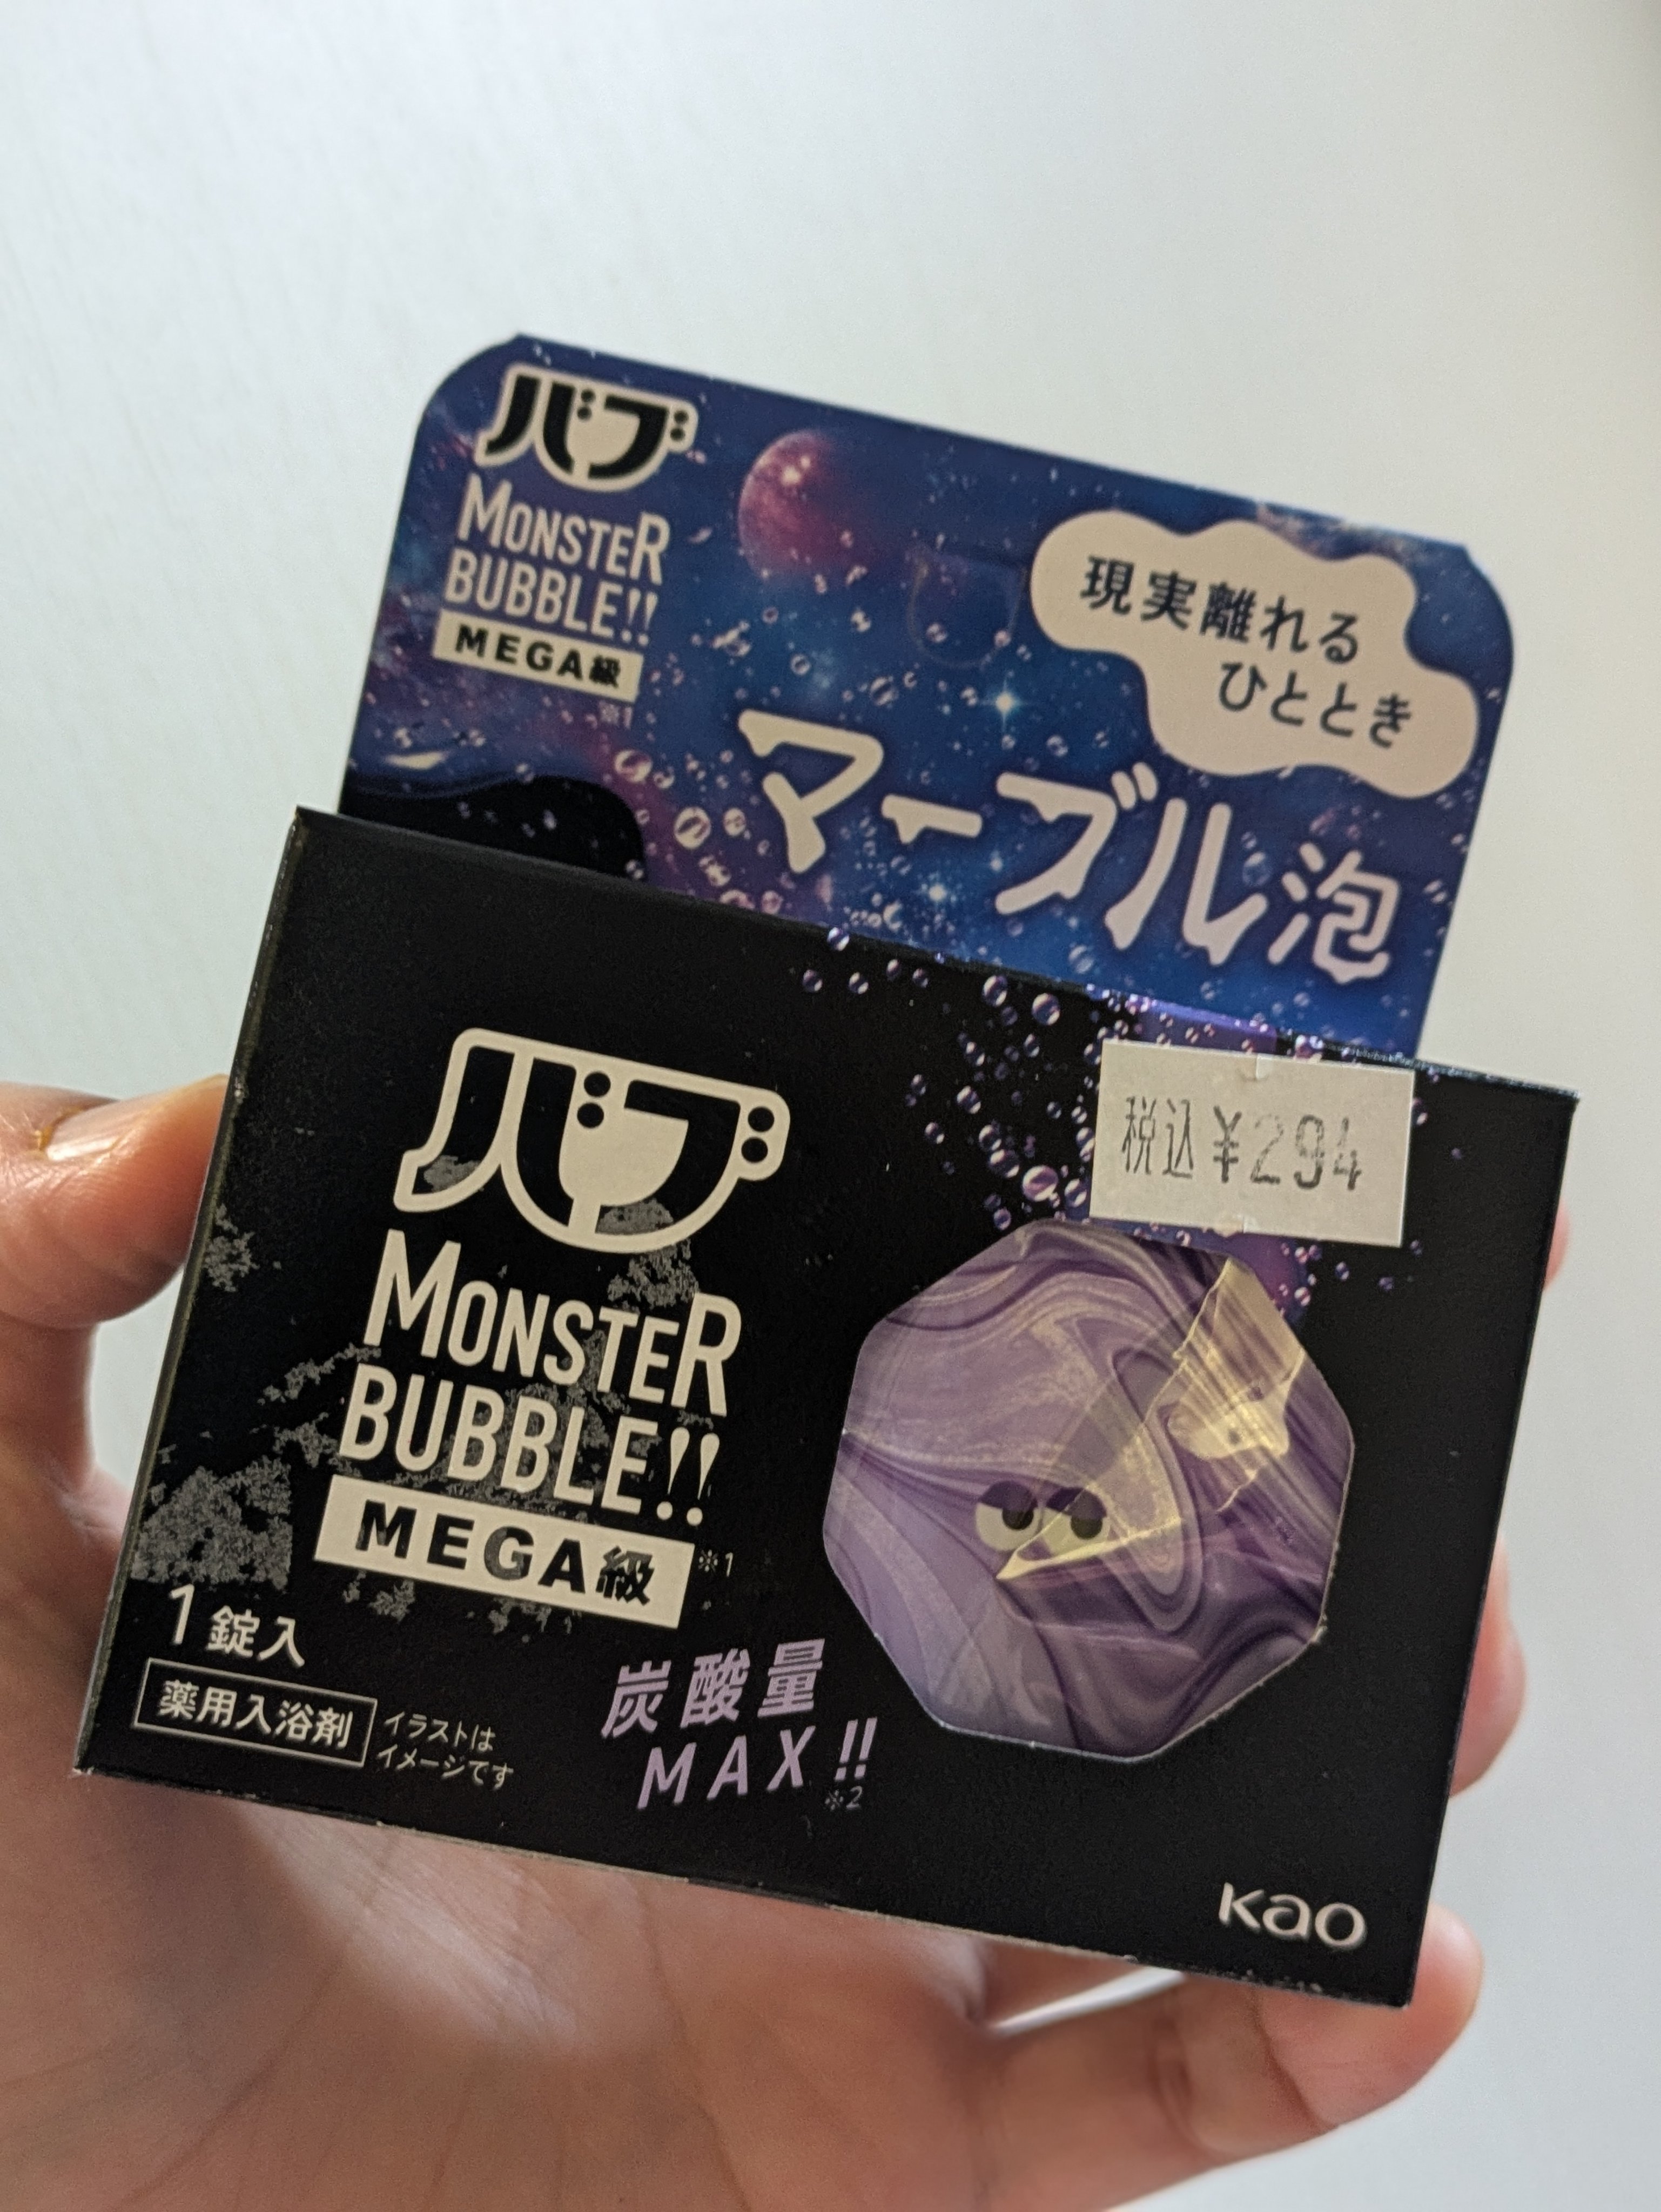 バブ
MONSTER
BUBBLE!!
MEGA級
※1
現実離れる
ひととき
マーブル泡
バブ
MONSTER
BUBBLE!!
MEGA級※1
税込¥294
1錠入
薬用入浴剤
イラストは
イメージです
炭酸量
MAX!!
※2
Kao